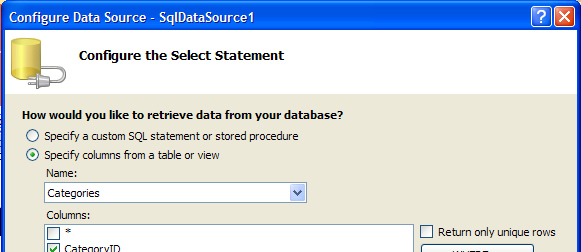 Configure Data Source - SqlDataSource1
Configure the Select Statement
How would you like to retrieve data from your database?
Specify a custom SQL statement or stored procedure
Specify columns from a table or view
Name:
Categories
Columns:
*
Return only unique rows
CategoryID